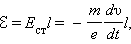 ℰ = E_ст l = − m/e dv/dt l,